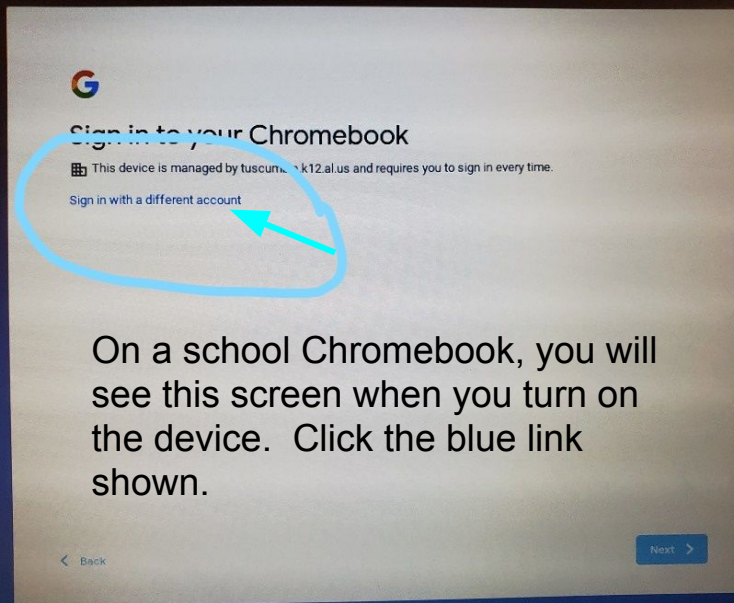 G
Sign in to your Chromebook
This device is managed by k12.al.us and requires you to sign in every time.
Sign in with a different account
On a school Chromebook, you will
see this screen when you turn on
the device. Click the blue link
shown.
Back
Next